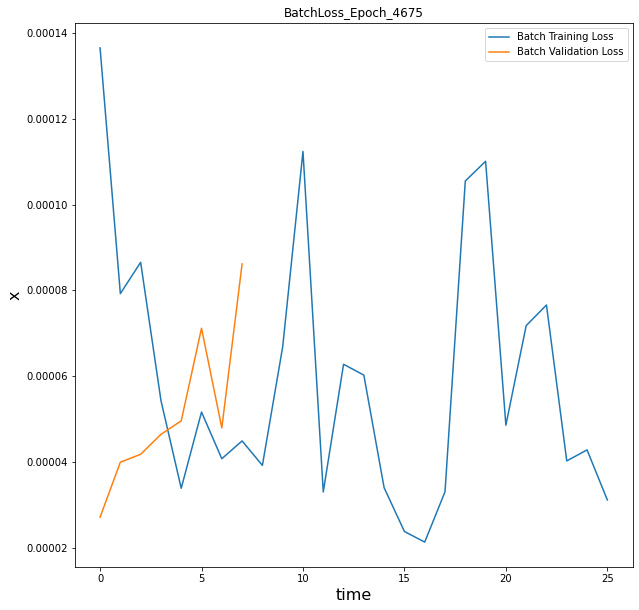 BatchLoss_Epoch_4675
Batch Training Loss
Batch Validation Loss
0.00014
0.00012
0.00010
0.00008
0.00006
0.00004
0.00002
x
0 5 10 15 20 25
time